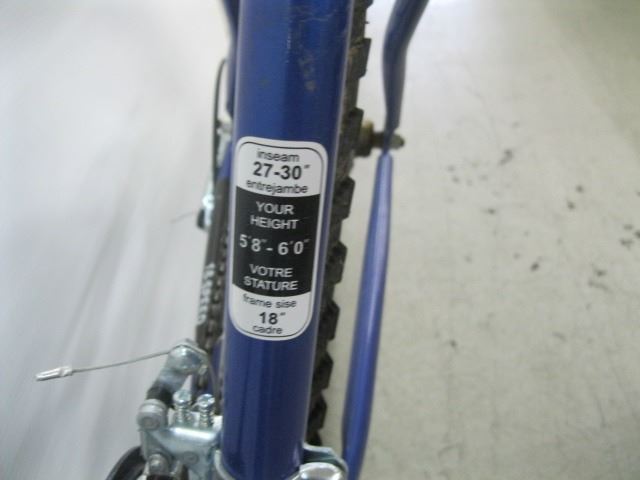 inseam
27-30"
entrejambe
YOUR
HEIGHT
5'8"- 6'0"
VOTRE
STATURE
frame sise
18"
cadre